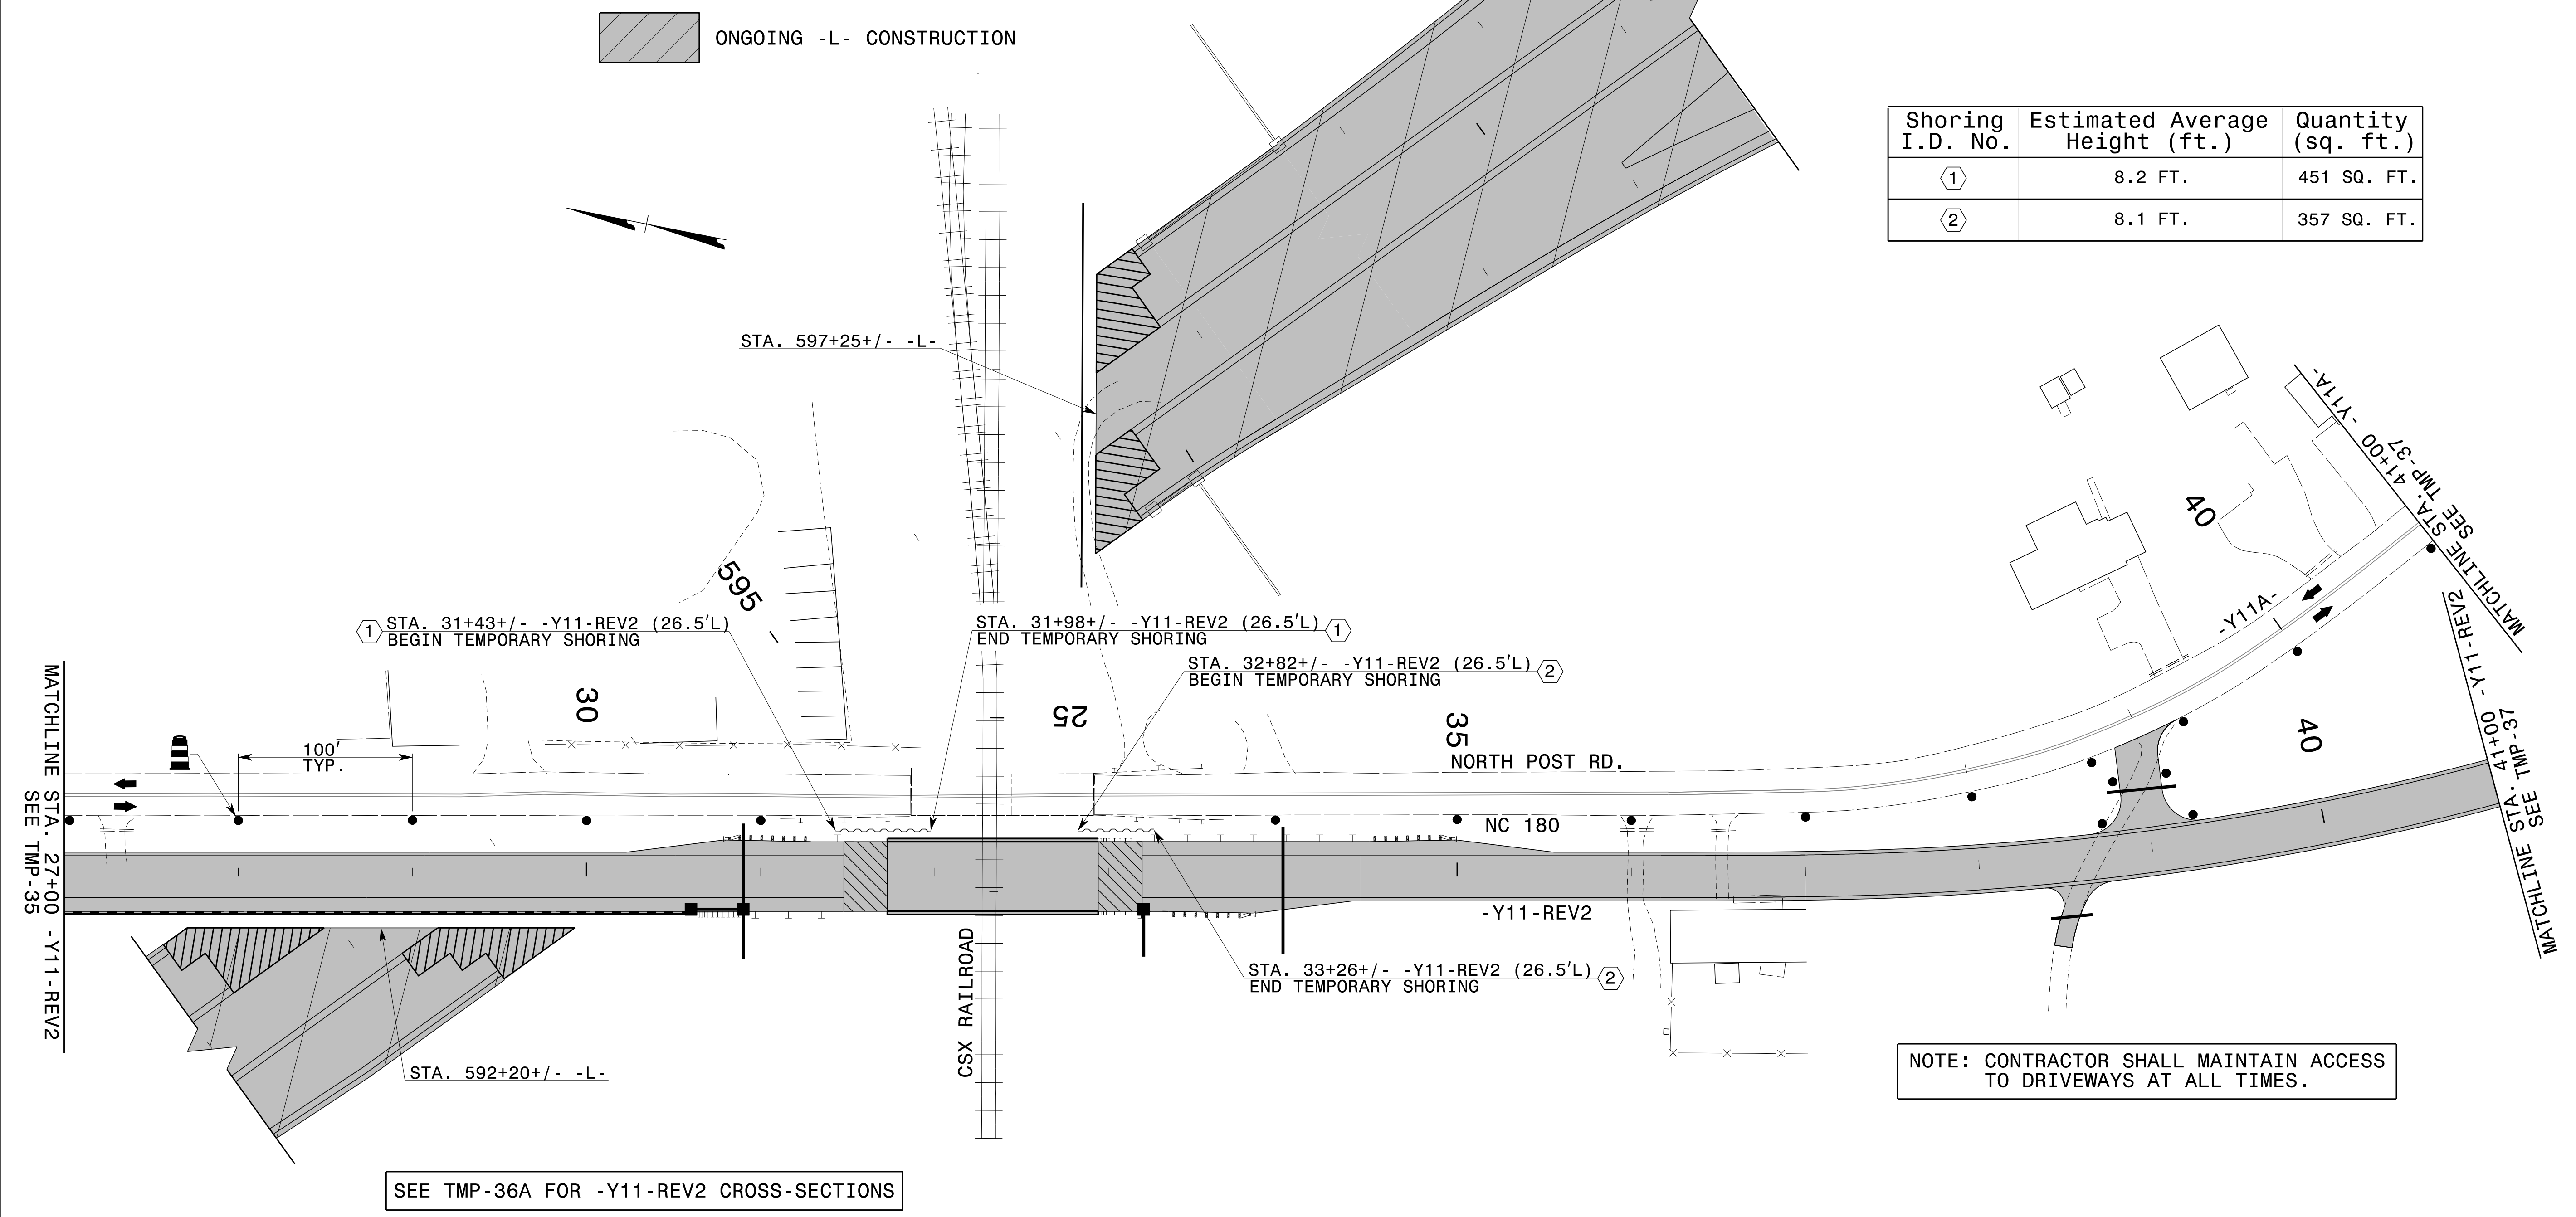 ONGOING -L- CONSTRUCTION
Shoring I.D. No.
Estimated Average Height (ft.)
Quantity (sq. ft.)
1
8.2 FT.
451 SQ. FT.
2
8.1 FT.
357 SQ. FT.
STA. 597+25+/- -L-
595
1
STA. 31+43+/- -Y11-REV2 (26.5'L)
BEGIN TEMPORARY SHORING
STA. 31+98+/- -Y11-REV2 (26.5'L)
END TEMPORARY SHORING
1
STA. 32+82+/- -Y11-REV2 (26.5'L)
BEGIN TEMPORARY SHORING
2
30
25
35
40
40
-Y11A-
MATCHLINE STA. 41+00 -Y11A-
SEE TMP-37
MATCHLINE STA. 41+00 -Y11-REV2
SEE TMP-37
100'
TYP.
NORTH POST RD.
NC 180
-Y11-REV2
MATCHLINE STA. 27+00 -Y11-REV2
SEE TMP-35
CSX RAILROAD
STA. 33+26+/- -Y11-REV2 (26.5'L)
END TEMPORARY SHORING
2
STA. 592+20+/- -L-
NOTE: CONTRACTOR SHALL MAINTAIN ACCESS
TO DRIVEWAYS AT ALL TIMES.
SEE TMP-36A FOR -Y11-REV2 CROSS-SECTIONS